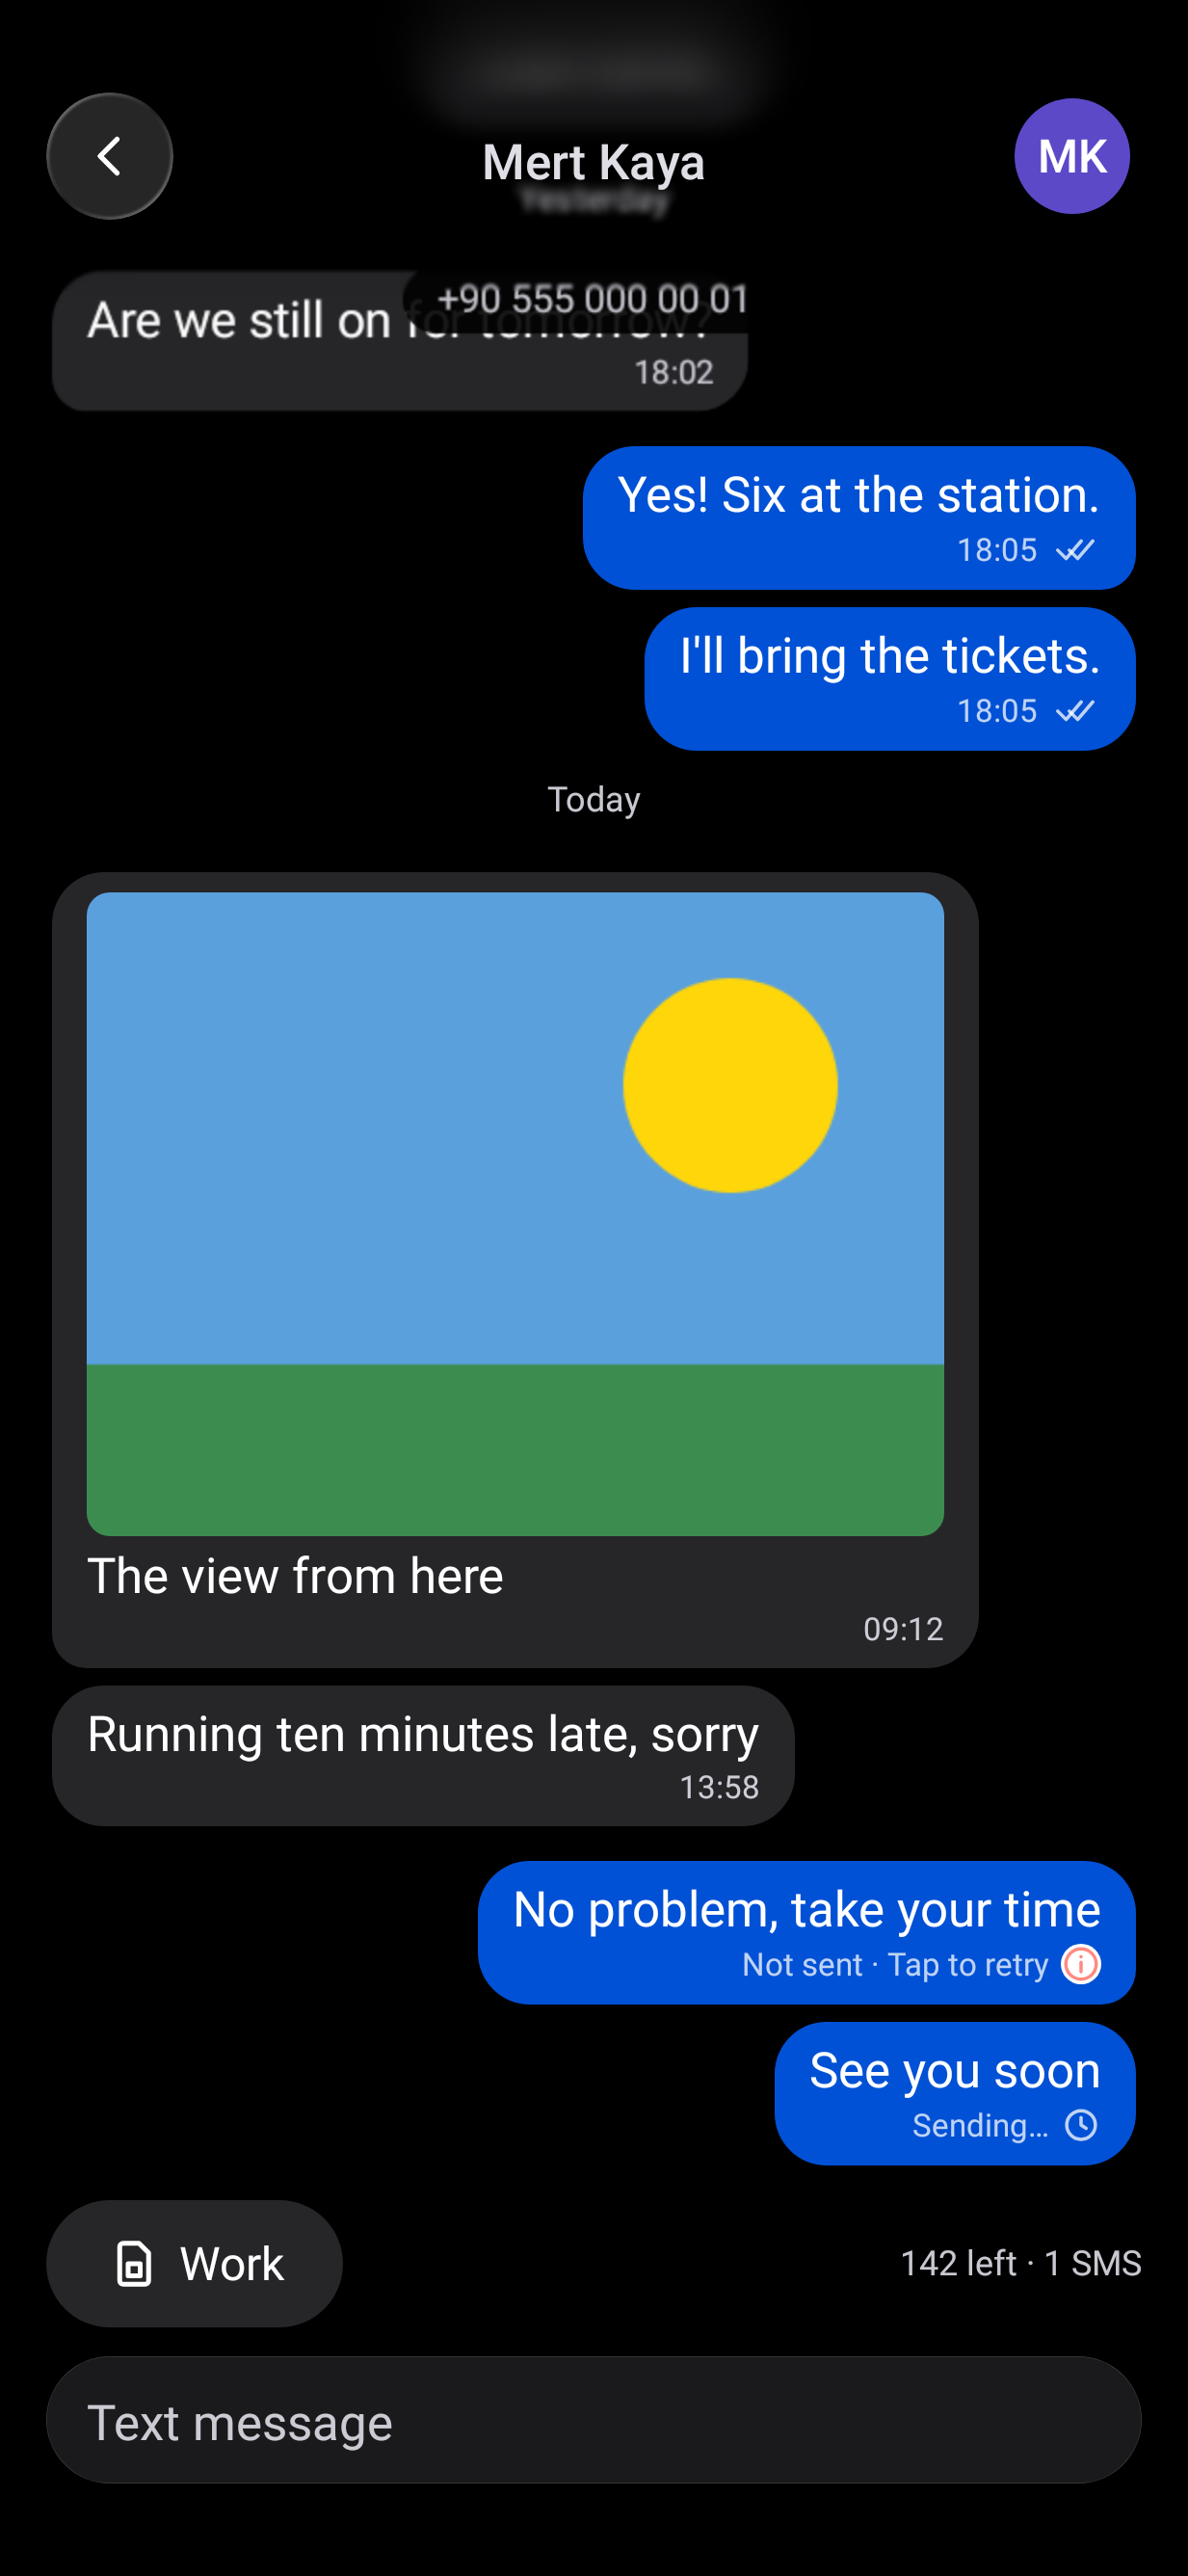 Mert Kaya
MK
Yesterday
+90 555 000 00 01
Are we still on for tomorrow?
18:02
Yes! Six at the station.
18:05
I'll bring the tickets.
18:05
Today
The view from here
09:12
Running ten minutes late, sorry
13:58
No problem, take your time
Not sent · Tap to retry
See you soon
Sending...
Work
142 left · 1 SMS
Text message